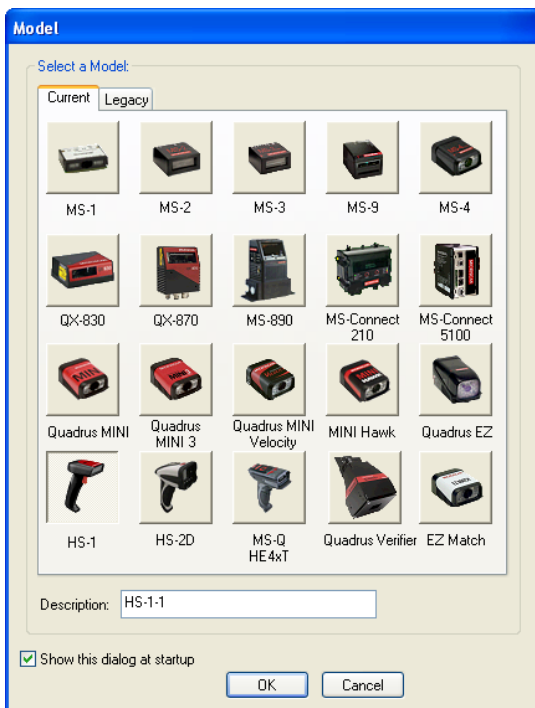 Model
Select a Model:
Current Legacy
MS-1 MS-2 MS-3 MS-9 MS-4
QX-830 QX-870 MS-890 MS-Connect 210 MS-Connect 5100
Quadrus MINI Quadrus MINI 3 Quadrus MINI Velocity MINI Hawk Quadrus EZ
HS-1 HS-2D MS-Q HE4xT Quadrus Verifier EZ Match
Description: HS-1-1
Show this dialog at startup
OK Cancel